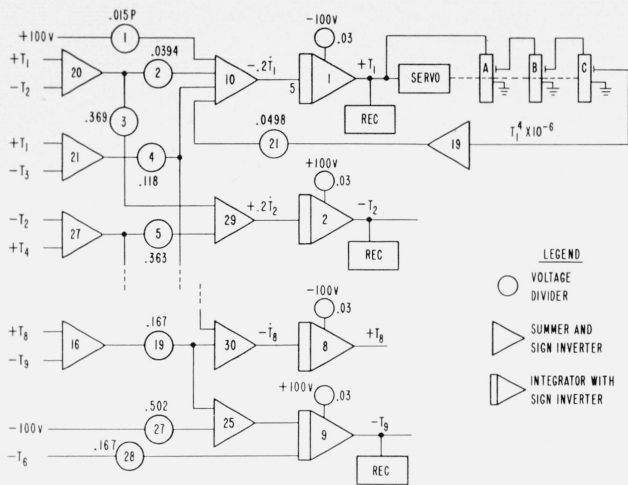 .015P
+100V
1
-100V
.03
+T₁
-T₂
20
.0394
2
10
-.2Ṫ₁
5
1
+T₁
SERVO
A
B
C
REC
.369
3
+T₁
-T₃
21
4
.118
.0498
21
19
T₁⁴ X10⁻⁶
+100V
.03
-T₂
+T₄
27
5
.363
29
+.2Ṫ₂
2
-T₂
REC
LEGEND
VOLTAGE
DIVIDER
SUMMER AND
SIGN INVERTER
INTEGRATOR WITH
SIGN INVERTER
-100V
.03
+T₈
-T₉
16
.167
19
30
-Ṫ₈
8
+T₈
+100V
.03
-100V
.502
27
25
9
-T₉
-T₆
.167
28
REC